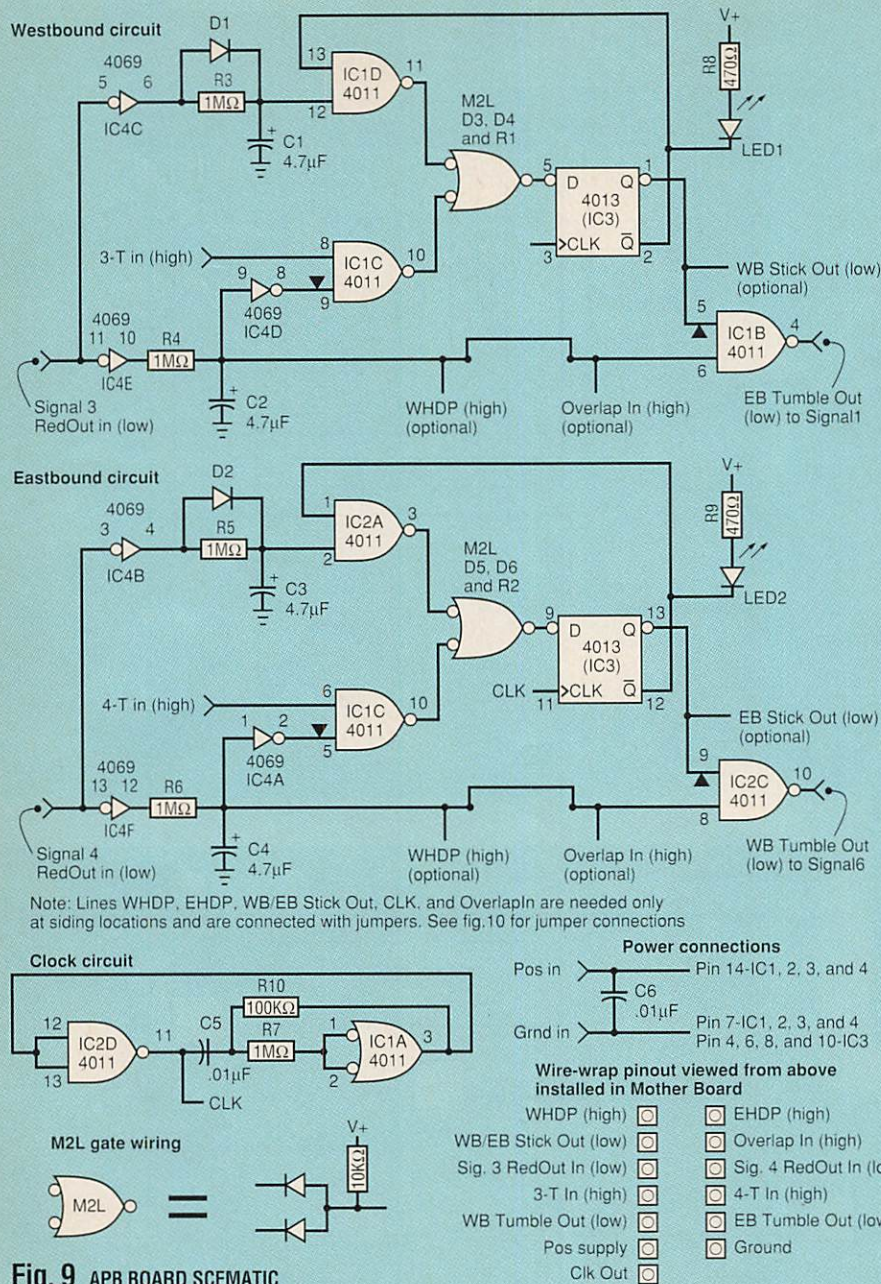 Westbound circuit
D1
4069
5
6
R3
1MΩ
IC4C
C1
4.7µF
+
13
12
IC1D
4011
11
M2L
D3, D4
and R1
V+
R8
470Ω
LED1
5
D
Q
1
4013
(IC3)
>CLK
Q
3
2
3-T in (high)
8
9
IC1C
4011
10
9
8
4069
IC4D
WB Stick Out (low)
(optional)
5
6
IC1B
4011
4
4069
11
10
IC4E
R4
1MΩ
Signal 3
RedOut in (low)
+
C2
4.7µF
WHDP (high)
(optional)
Overlap In (high)
(optional)
EB Tumble Out
(low) to Signal1
Eastbound circuit
D2
4069
3
4
R5
1MΩ
IC4B
+
C3
4.7µF
1
2
IC2A
4011
3
M2L
D5, D6
and R2
V+
R9
470Ω
LED2
9
D
Q
13
4013
(IC3)
CLK
>CLK
Q
11
12
4-T in (high)
6
5
IC1C
4011
10
1
2
4069
IC4A
EB Stick Out (low)
(optional)
9
8
IC2C
4011
10
4069
13
12
IC4F
R6
1MΩ
Signal 4
RedOut in (low)
+
C4
4.7µF
WHDP (high)
(optional)
Overlap In (high)
(optional)
WB Tumble Out
(low) to Signal6
Note: Lines WHDP, EHDP, WB/EB Stick Out, CLK, and OverlapIn are needed only
at siding locations and are connected with jumpers. See fig.10 for jumper connections
Clock circuit
12
13
IC2D
4011
11
C5
.01µF
R10
100KΩ
R7
1MΩ
1
2
IC1A
4011
3
CLK
Power connections
Pos in
Pin 14-IC1, 2, 3, and 4
C6
.01µF
Grnd in
Pin 7-IC1, 2, 3, and 4
Pin 4, 6, 8, and 10-IC3
M2L gate wiring
M2L
V+
10KΩ
Wire-wrap pinout viewed from above
installed in Mother Board
WHDP (high) EHDP (high)
WB/EB Stick Out (low) Overlap In (high)
Sig. 3 RedOut In (low) Sig. 4 RedOut In (lo
3-T In (high) 4-T In (high)
WB Tumble Out (low) EB Tumble Out (low
Pos supply Ground
Clk Out
Fig. 9 APB BOARD SCEMATIC